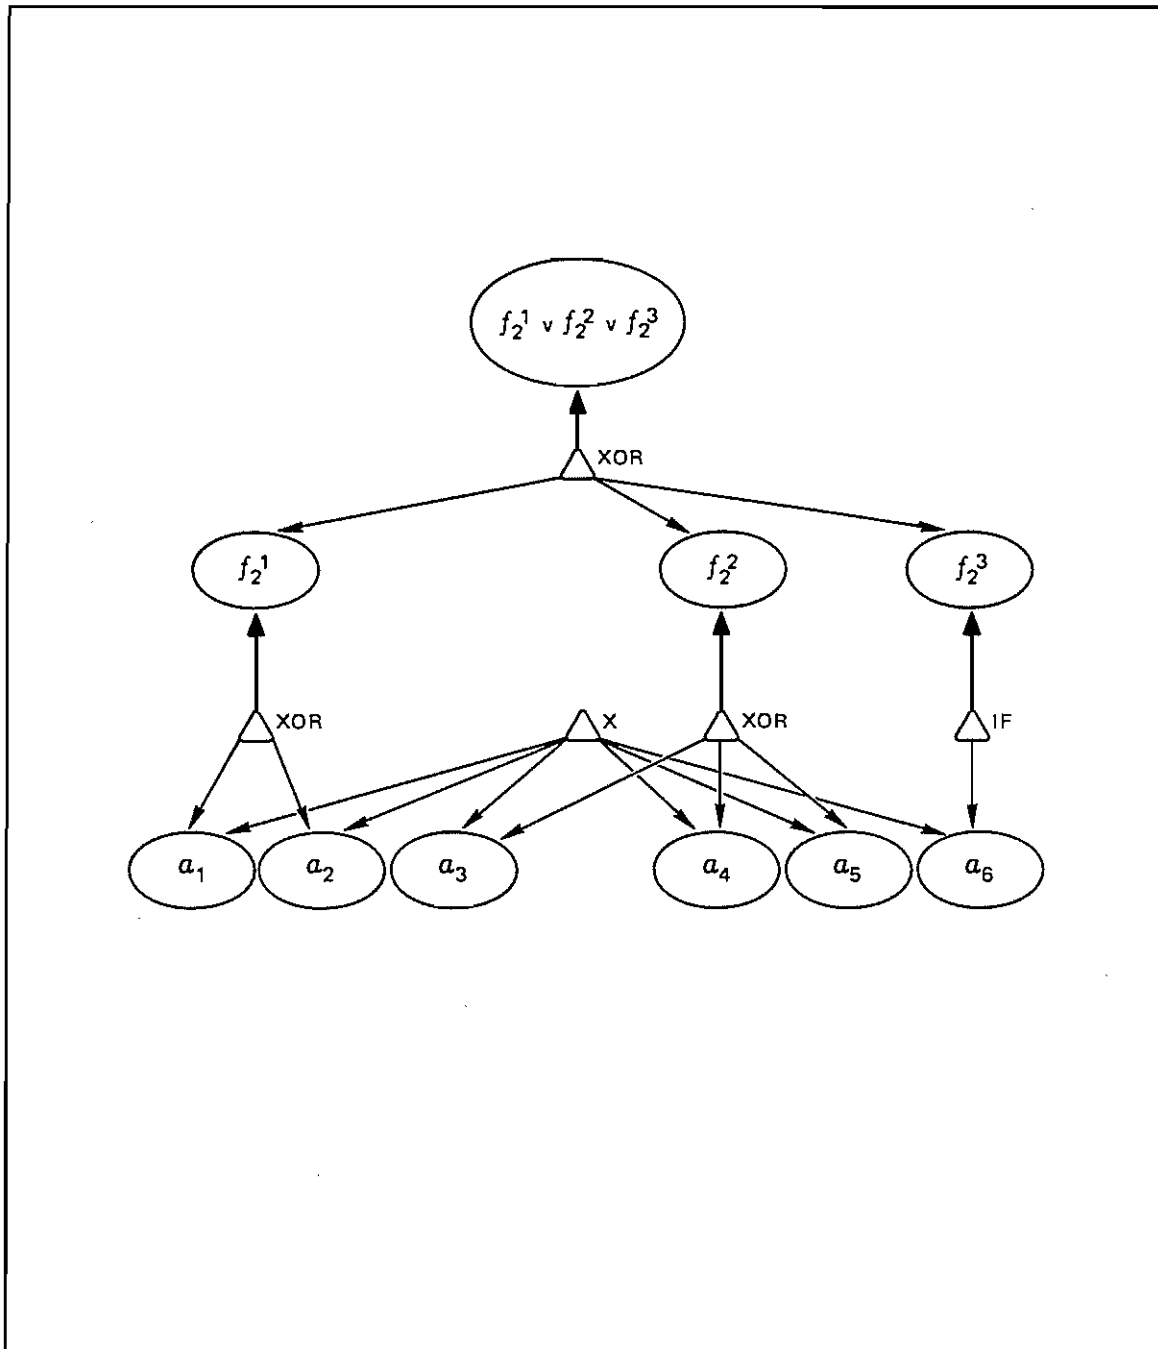 f₂¹ ∨ f₂² ∨ f₂³
XOR
f₂¹ f₂² f₂³
XOR X XOR IF
a₁ a₂ a₃ a₄ a₅ a₆